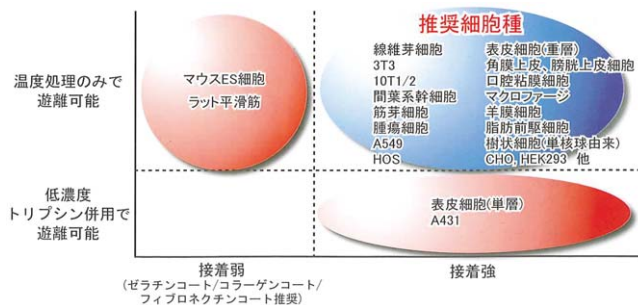 推奨細胞種
線維芽細胞
3T3
10T1/2
間葉系幹細胞
筋芽細胞
腫瘍細胞
A549
HOS
表皮細胞(重層)
角膜上皮、膀胱上皮細胞
口腔粘膜細胞
マクロファージ
羊膜細胞
脂肪前駆細胞
樹状細胞(単核球由来)
CHO、HEK293 他
温度処理のみで
遊離可能
マウスES細胞
ラット平滑筋
低濃度
トリプシン併用で
遊離可能
表皮細胞(単層)
A431
接着弱
(ゼラチンコート/コラーゲンコート/
フィブロネクチンコート推奨)
接着強